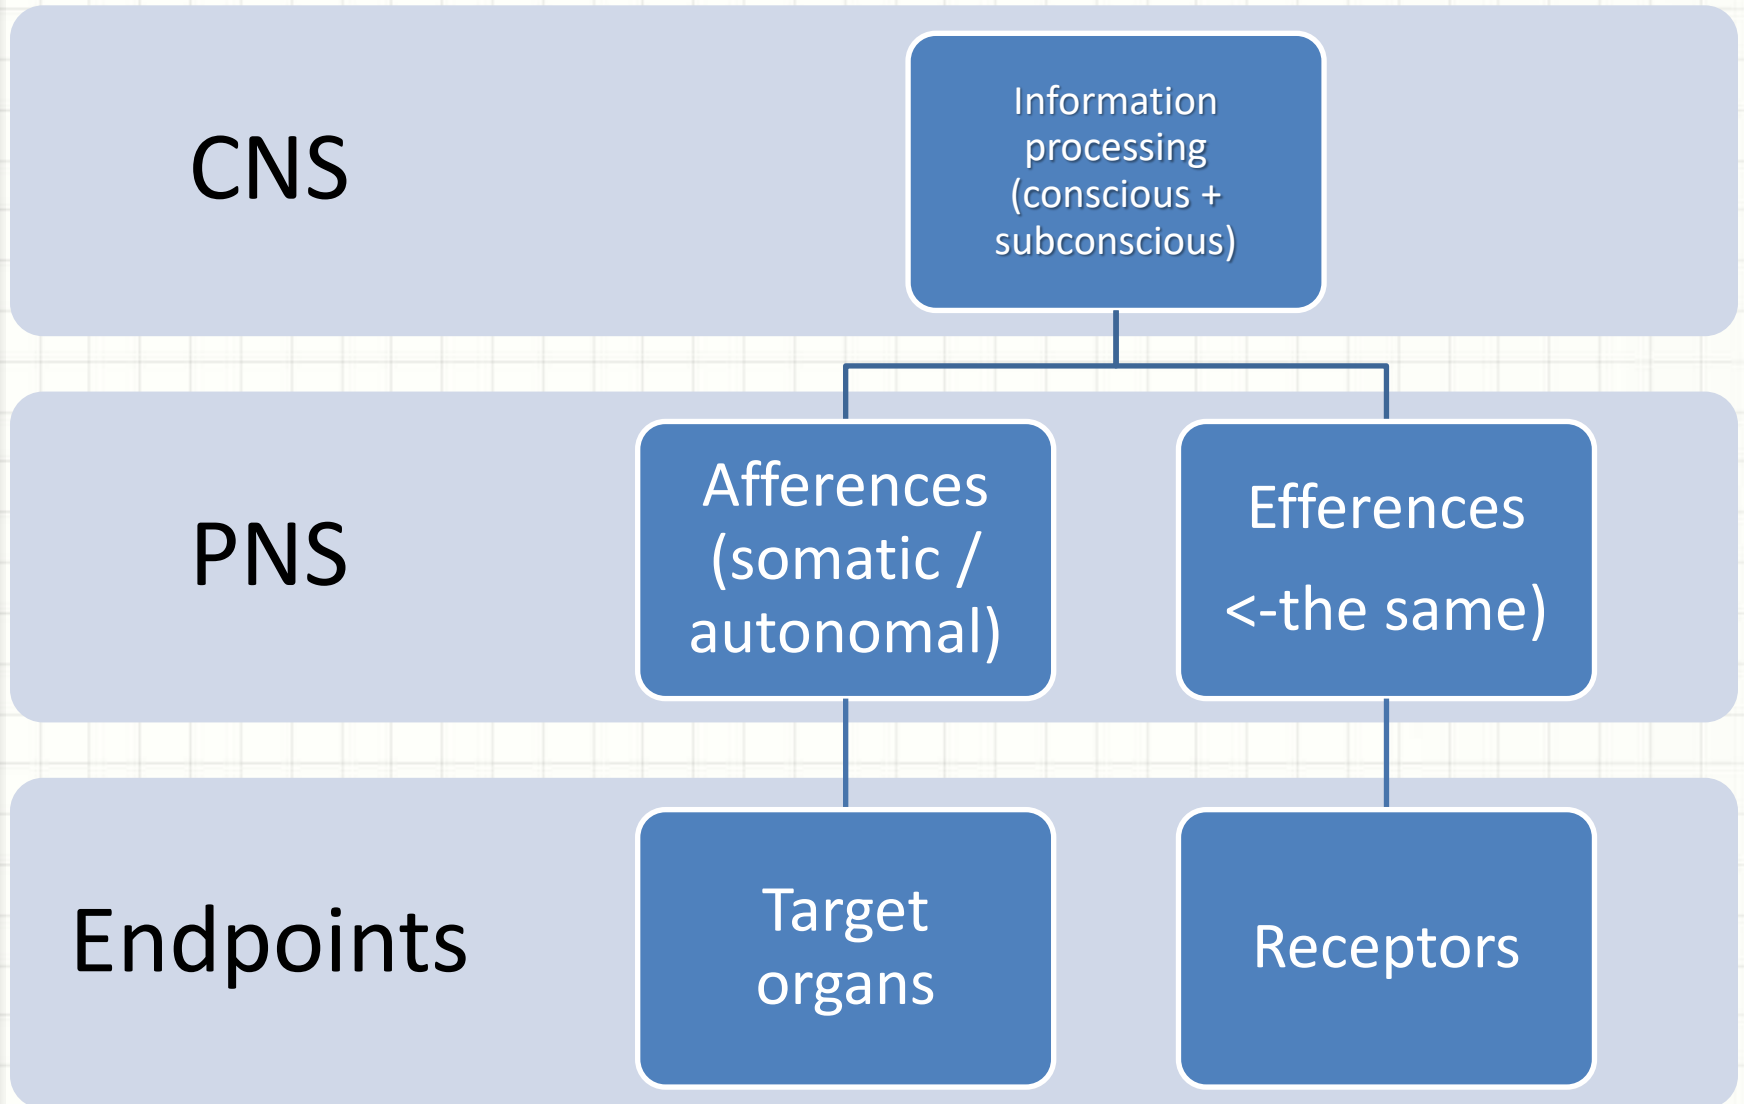 CNS
Information
processing
(conscious +
subconscious)
PNS
Afferences
(somatic /
autonomal)
Efferences
<-the same)
Endpoints
Target
organs
Receptors